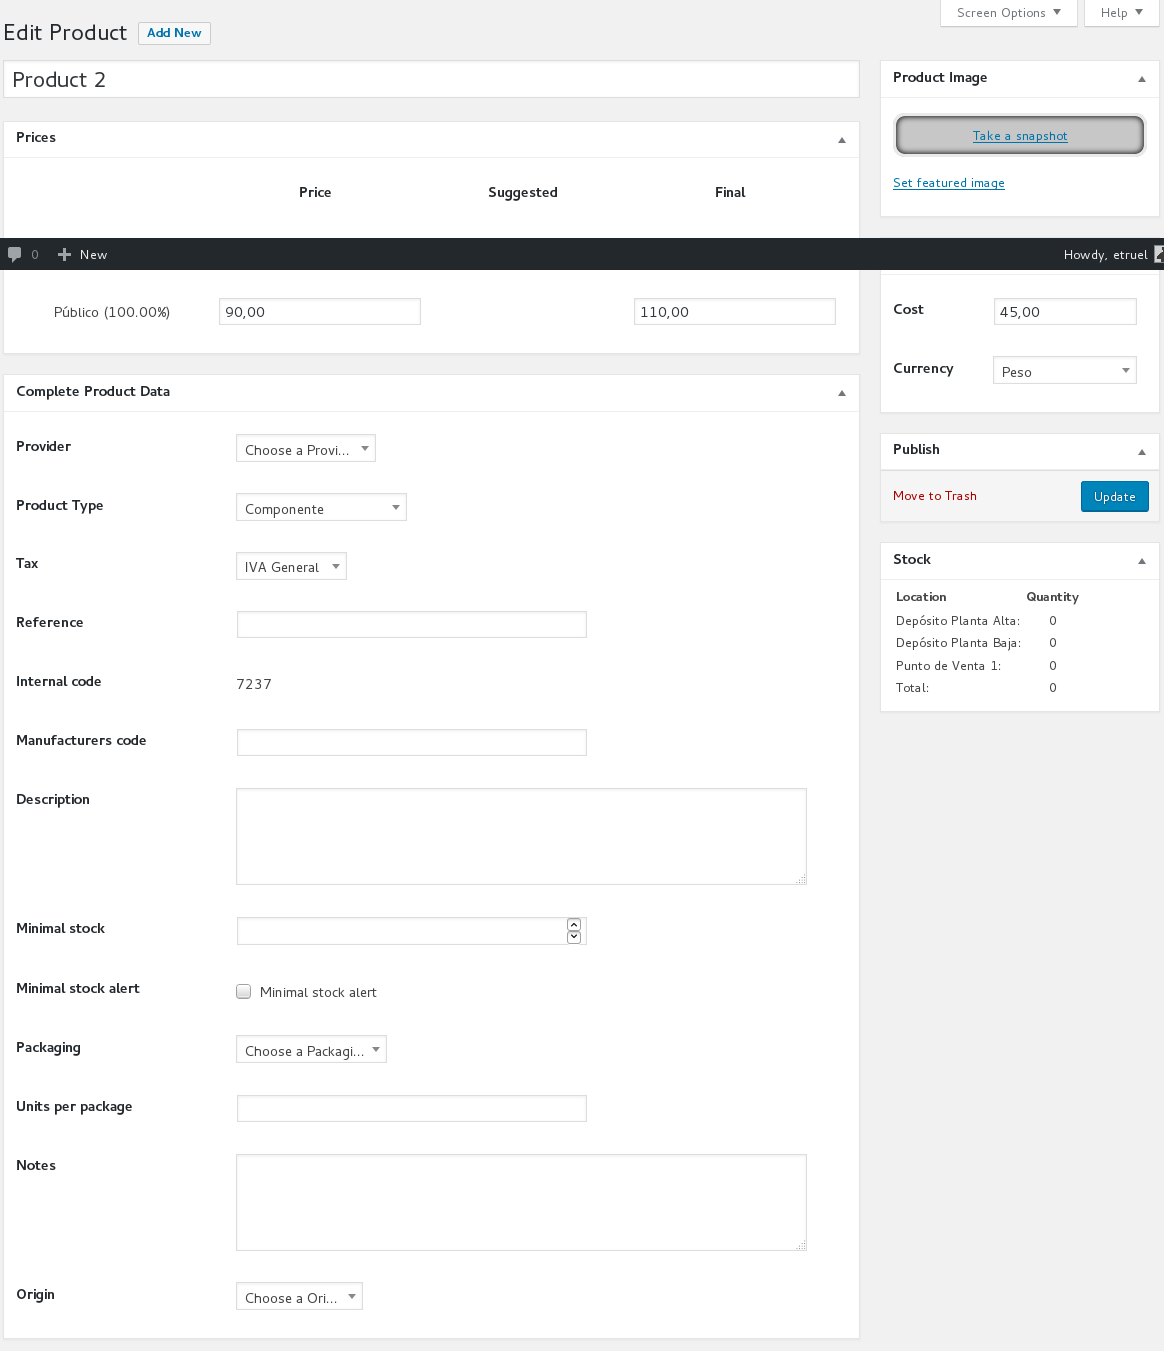 Screen Options
Help
Edit Product Add New
Product 2
Prices
Price Suggested Final
0 New
Howdy, etruel
Público (100.00%) 90,00 110,00
Complete Product Data
Provider Choose a Provi...
Product Type Componente
Tax IVA General
Reference
Internal code 7237
Manufacturers code
Description
Minimal stock
Minimal stock alert Minimal stock alert
Packaging Choose a Packagi...
Units per package
Notes
Origin Choose a Ori...
Product Image
Take a snapshot
Set featured image
Cost 45,00
Currency Peso
Publish
Move to Trash Update
Stock
Location Quantity
Depósito Planta Alta: 0
Depósito Planta Baja: 0
Punto de Venta 1: 0
Total: 0